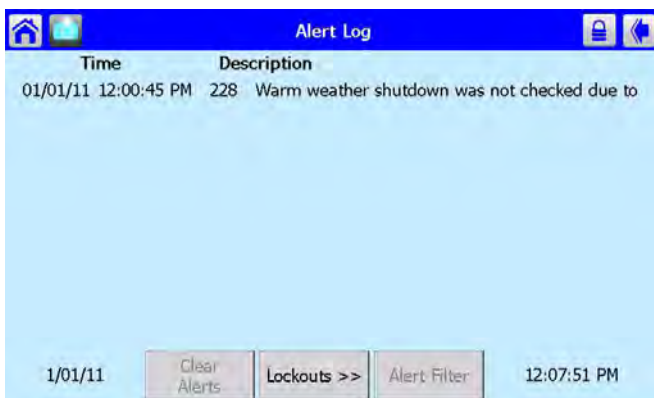 Alert Log
Time Description
01/01/11 12:00:45 PM 228 Warm weather shutdown was not checked due to
1/01/11 Clear Alerts Lockouts >> Alert Filter 12:07:51 PM